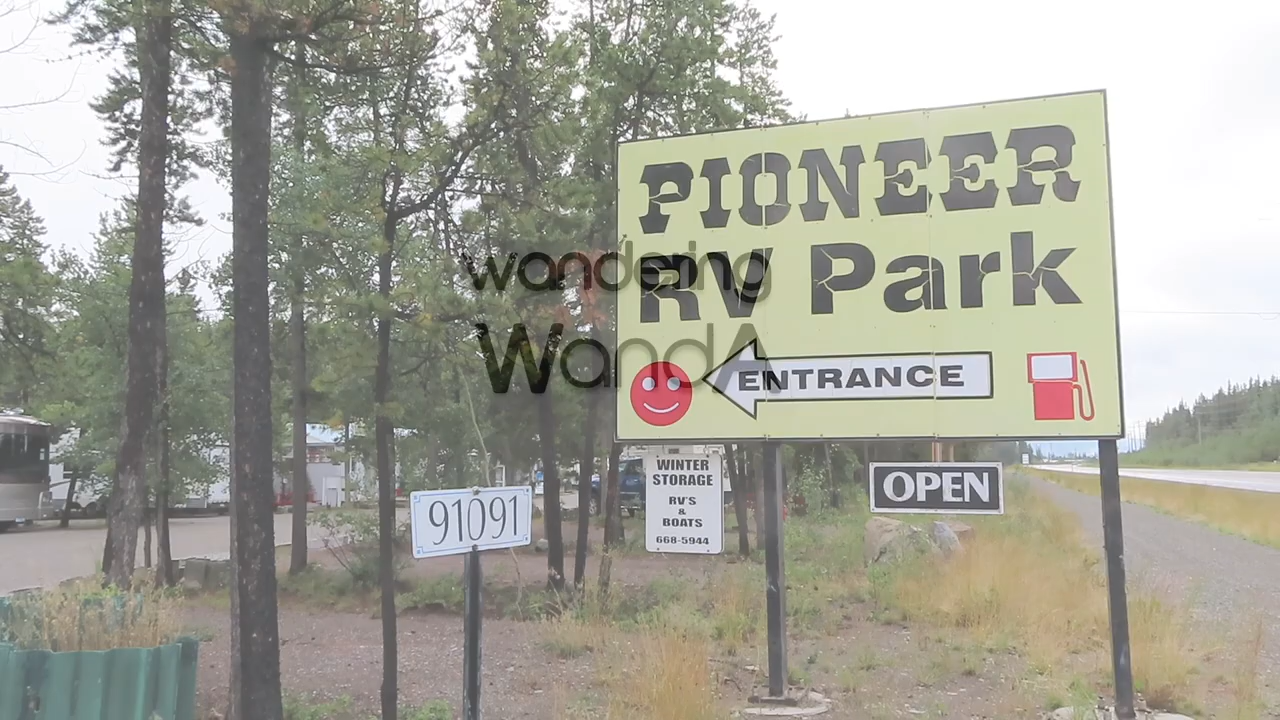 PIONEER
RV Park
ENTRANCE
wandering
WandA
OPEN
91091
WINTER
STORAGE
RV'S
&
BOATS
668-5944